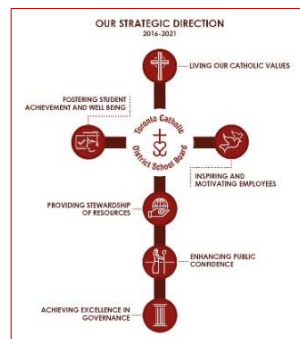 OUR STRATEGIC DIRECTION
2016-2021
LIVING OUR CATHOLIC VALUES
FOSTERING STUDENT
ACHIEVEMENT AND WELL BEING
Toronto Catholic
District School Board
INSPIRING AND
MOTIVATING EMPLOYEES
PROVIDING STEWARDSHIP
OF RESOURCES
ENHANCING PUBLIC
CONFIDENCE
ACHIEVING EXCELLENCE IN
GOVERNANCE